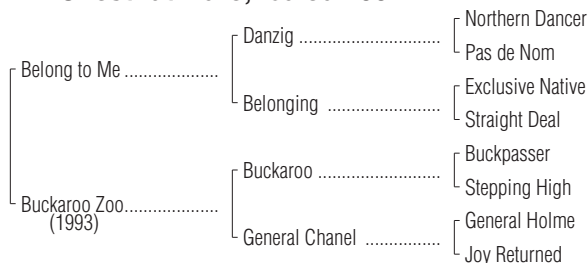 Northern Dancer
Danzig ................................
Pas de Nom
Belong to Me ....................
Exclusive Native
Belonging ...........................
Straight Deal
Buckpasser
Buckaroo ..............................
Stepping High
Buckaroo Zoo....................
(1993)
General Holme
General Chanel ..................
Joy Returned